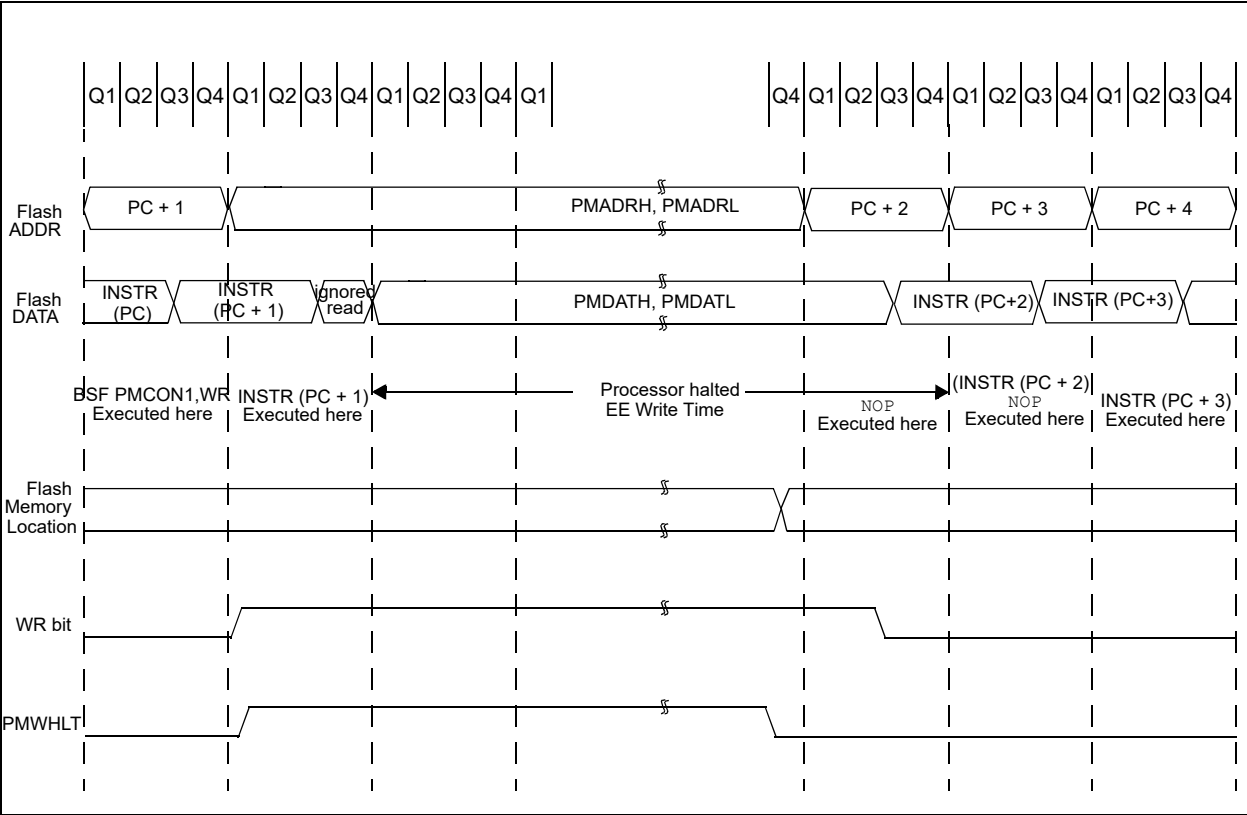 Q1 Q2 Q3 Q4 Q1 Q2 Q3 Q4 Q1 Q2 Q3 Q4 Q1 Q4 Q1 Q2 Q3 Q4 Q1 Q2 Q3 Q4 Q1 Q2 Q3 Q4
Flash
ADDR
PC + 1
PMADRH, PMADRL
PC + 2
PC + 3
PC + 4
Flash
DATA
INSTR
(PC)
INSTR
(PC + 1)
ignored
read
PMDATH, PMDATL
INSTR (PC+2)
INSTR (PC+3)
BSF PMCON1,WR
Executed here
INSTR (PC + 1)
Executed here
Processor halted
EE Write Time
NOP
Executed here
(INSTR (PC + 2)
NOP
Executed here
INSTR (PC + 3)
Executed here
Flash
Memory
Location
WR bit
PMWHLT